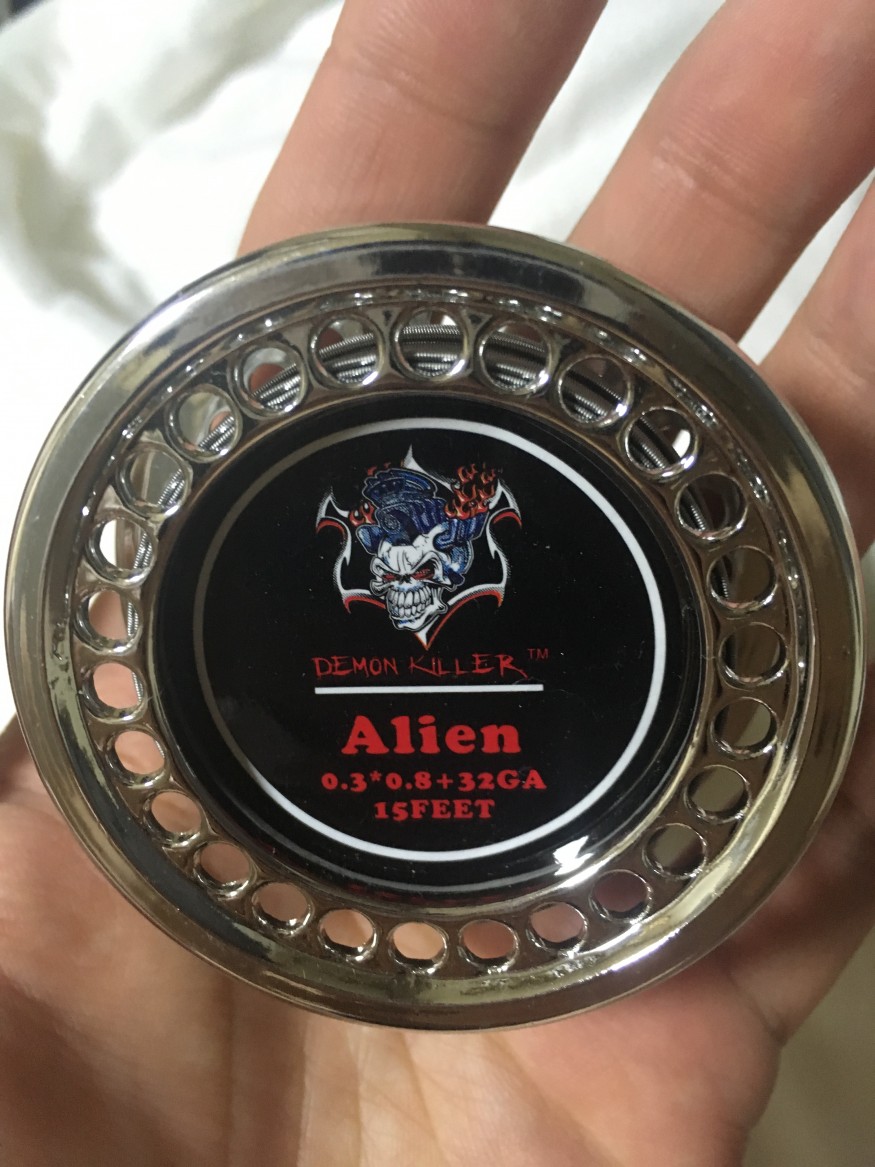 DEMON KILLER™
Alien
0.3*0.8+32GA
15FEET